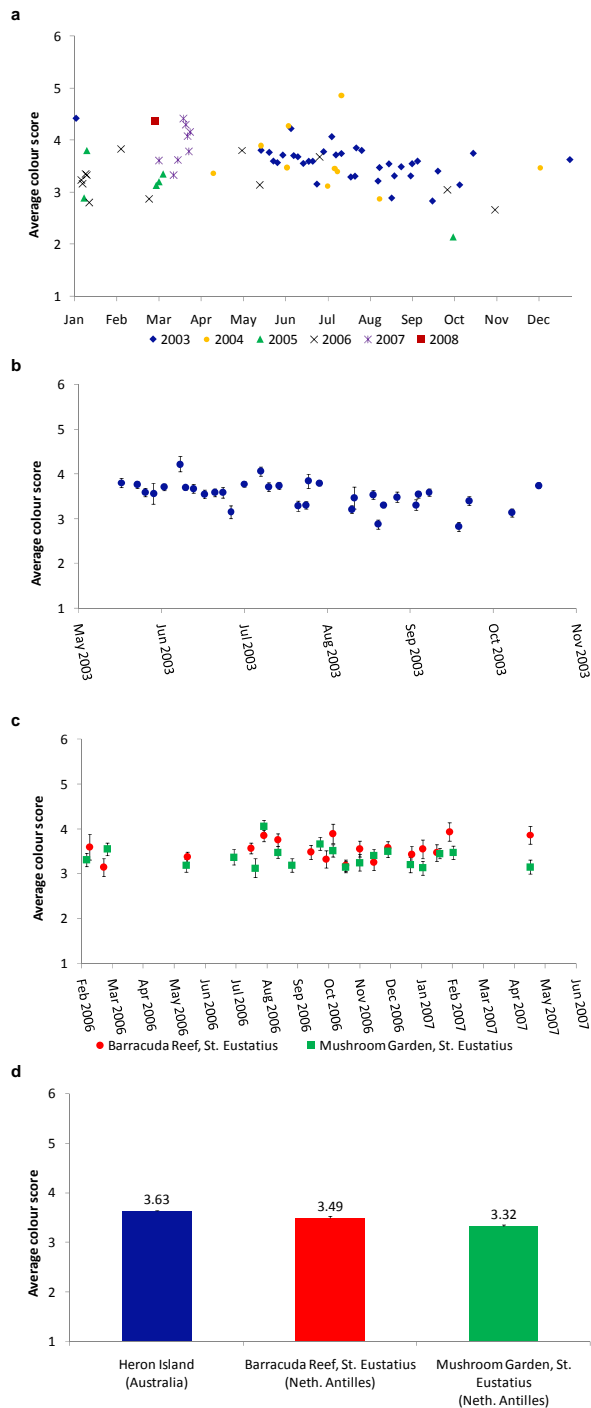 a
6
5
4
3
2
1
Average colour score
Jan Feb Mar Apr May Jun Jul Aug Sep Oct Nov Dec
2003 2004 2005 2006 2007 2008
b
6
5
4
3
2
1
Average colour score
May 2003 Jun 2003 Jul 2003 Aug 2003 Sep 2003 Oct 2003 Nov 2003
c
6
5
4
3
2
1
Average colour score
Feb 2006 Mar 2006 Apr 2006 May 2006 Jun 2006 Jul 2006 Aug 2006 Sep 2006 Oct 2006 Nov 2006 Dec 2006 Jan 2007 Feb 2007 Mar 2007 Apr 2007 May 2007 Jun 2007
Barracuda Reef, St. Eustatius Mushroom Garden, St. Eustatius
d
6
5
4
3
2
1
Average colour score
3.63 3.49 3.32
Heron Island
(Australia)
Barracuda Reef, St. Eustatius
(Neth. Antilles)
Mushroom Garden, St.
Eustatius
(Neth. Antilles)